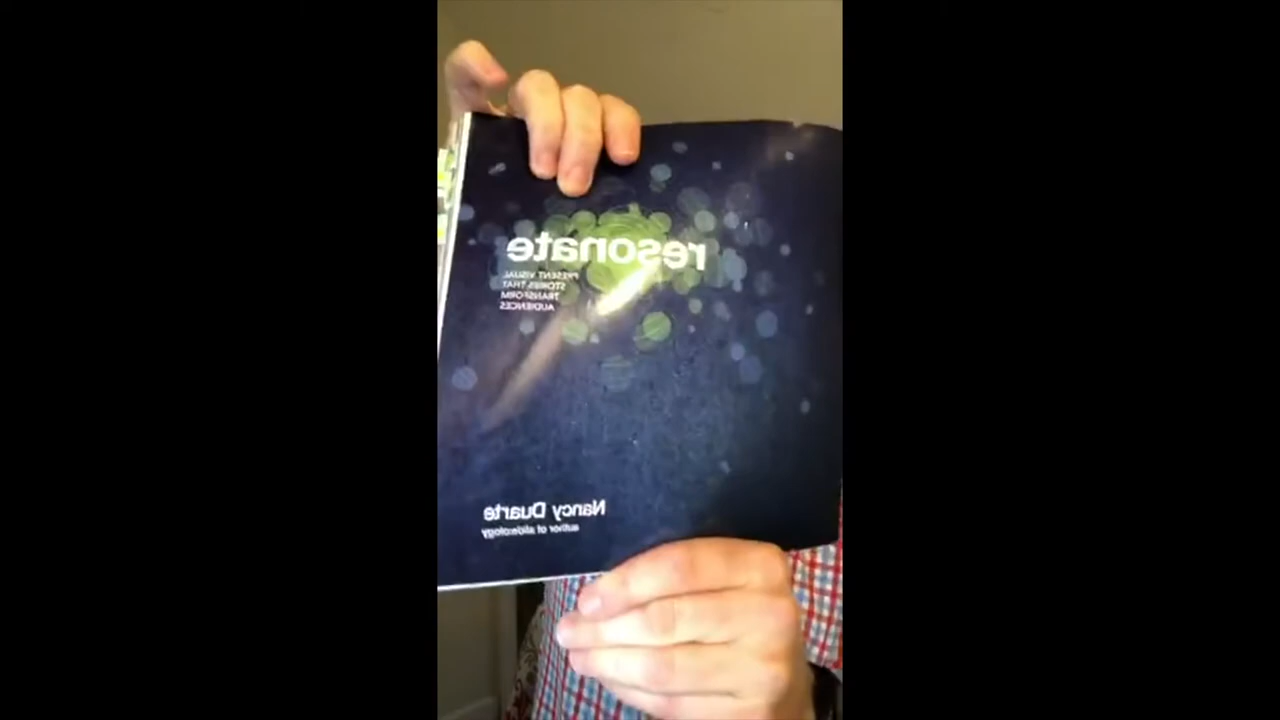 resonate
PRESENT VISUAL
STORIES THAT
TRANSFORM
AUDIENCES
Nancy Duarte
author of slide:ology